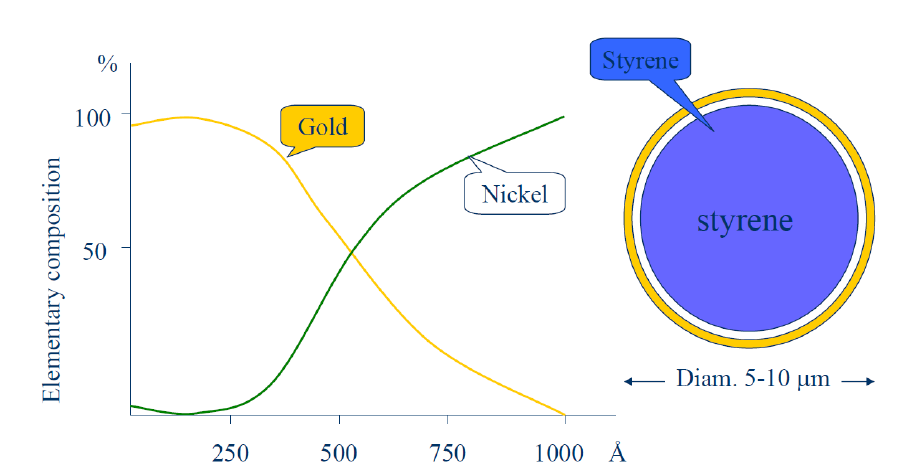 %
100
50
Elementary composition
Gold
Nickel
250 500 750 1000 Å
Styrene
styrene
Diam. 5-10 μm